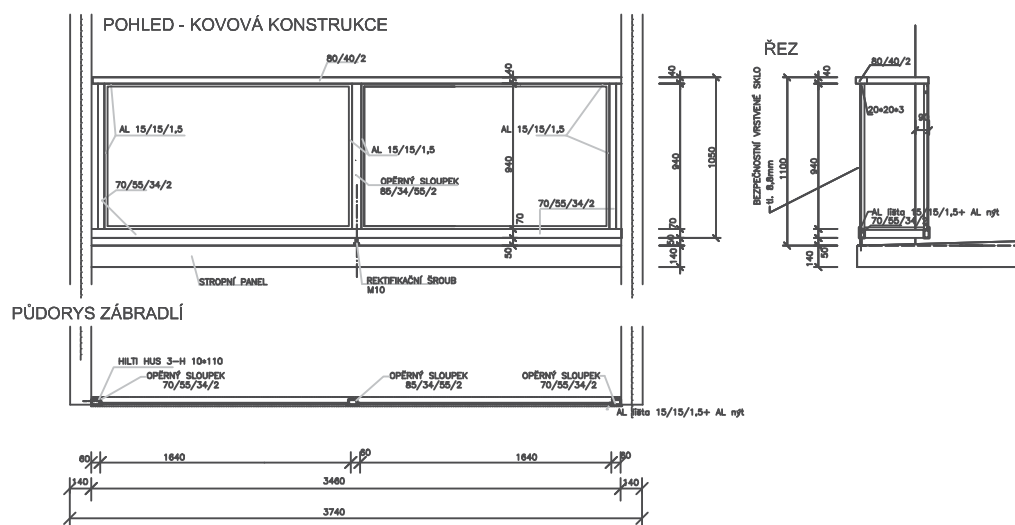 POHLED - KOVOVÁ KONSTRUKCE
80/40/2
AL 15/15/1,5
AL 15/15/1,5
AL 15/15/1,5
OPĚRNÝ SLOUPEK
85/34/55/2
70/55/34/2
70/55/34/2
40
940
70
50
STROPNÍ PANEL
REKTIFIKAČNÍ ŠROUB
M10
40
940
70
50
140
1050
ŘEZ
80/40/2
BEZPEČNOSTNÍ VRSTVENÉ SKLO
tl. 8,8mm
1100
40
940
50
140
20*20*3
AL lišta 15/15/1,5+ AL nýt
70/55/34/2
PŮDORYS ZÁBRADLÍ
HILTI HUS 3-H 10*110
OPĚRNÝ SLOUPEK
70/55/34/2
OPĚRNÝ SLOUPEK
85/34/55/2
OPĚRNÝ SLOUPEK
70/55/34/2
AL lišta 15/15/1,5+ AL nýt
60
1640
80
1640
60
140
3460
140
3740